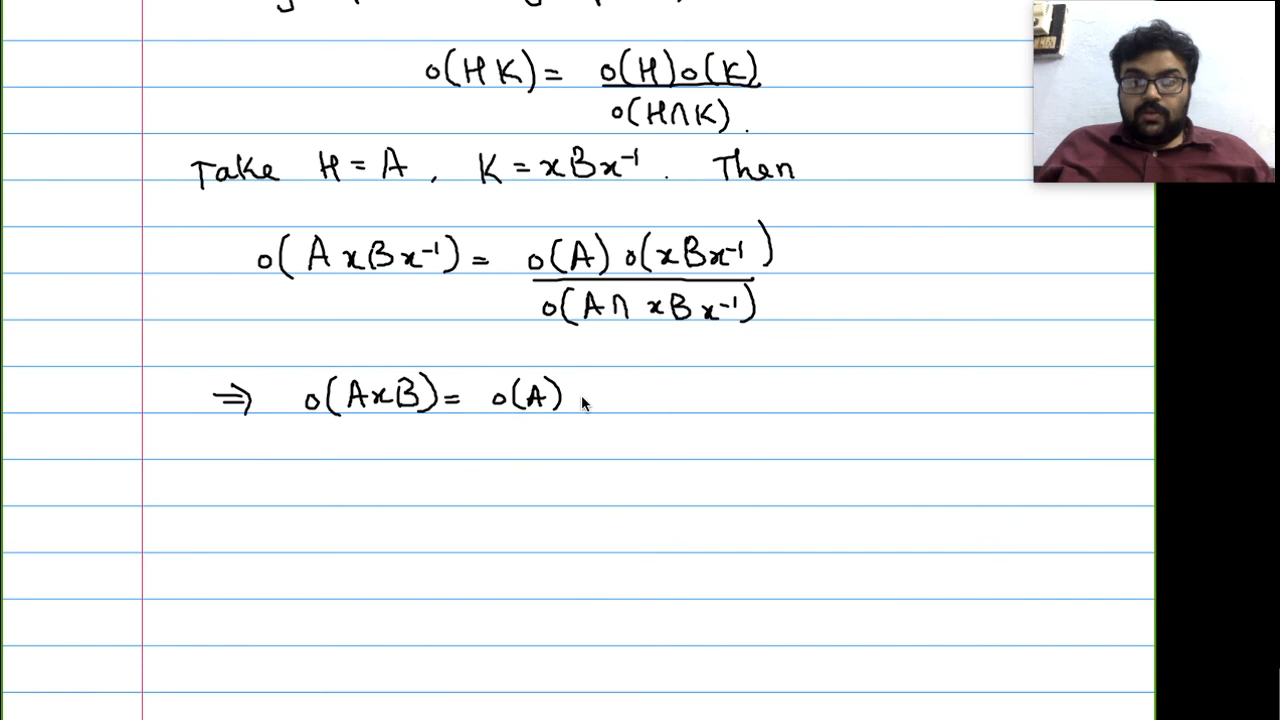 o(HK) = o(H)o(K)
o(H∩K).
Take H = A, K = xBx⁻¹. Then
o(AxBx⁻¹) = o(A) o(xBx⁻¹)
o(A∩ xBx⁻¹)
⇒ o(AxB) = o(A)